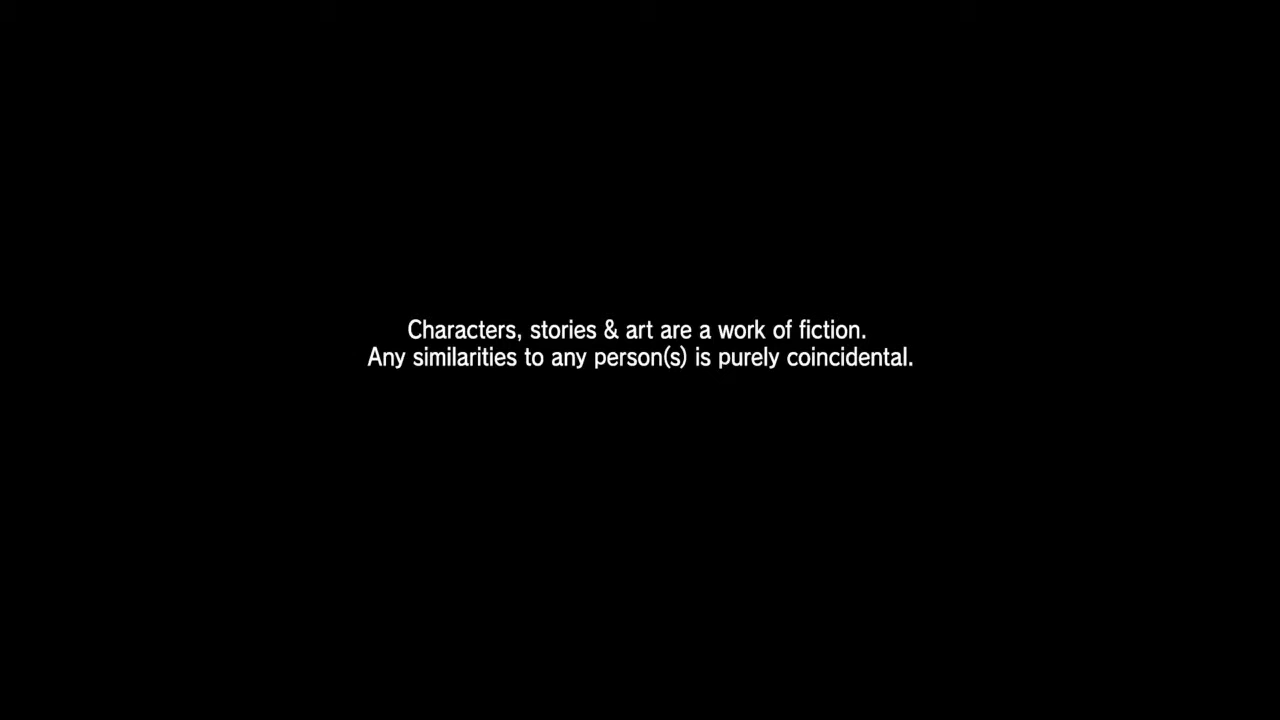 Characters, stories & art are a work of fiction.
Any similarities to any person(s) is purely coincidental.